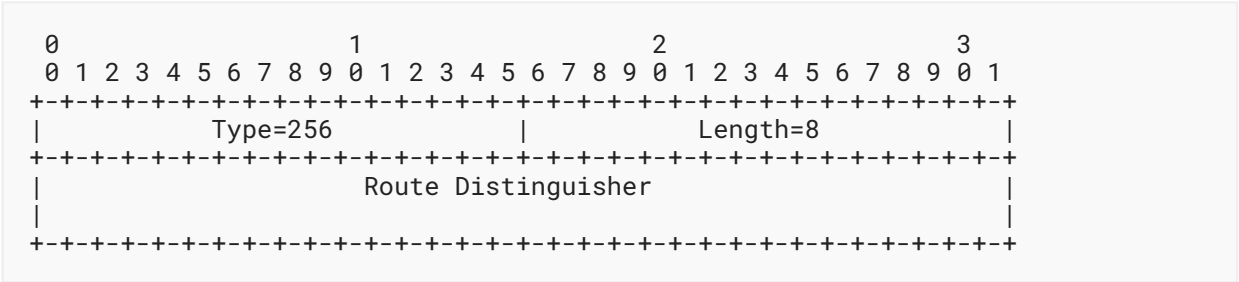 0                   1                   2                   3
 0 1 2 3 4 5 6 7 8 9 0 1 2 3 4 5 6 7 8 9 0 1 2 3 4 5 6 7 8 9 0 1
+-+-+-+-+-+-+-+-+-+-+-+-+-+-+-+-+-+-+-+-+-+-+-+-+-+-+-+-+-+-+-+-+
|           Type=256            |           Length=8            |
+-+-+-+-+-+-+-+-+-+-+-+-+-+-+-+-+-+-+-+-+-+-+-+-+-+-+-+-+-+-+-+-+
|                     Route Distinguisher                       |
|                                                               |
+-+-+-+-+-+-+-+-+-+-+-+-+-+-+-+-+-+-+-+-+-+-+-+-+-+-+-+-+-+-+-+-+